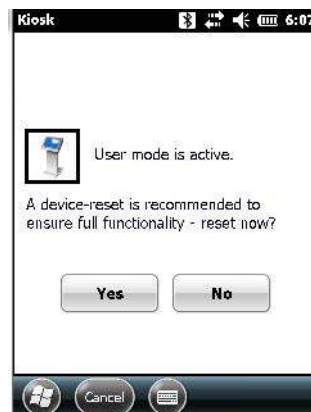 Kiosk 6:07
User mode is active.
A device-reset is recommended to
ensure full functionality - reset now?
Yes No
Cancel